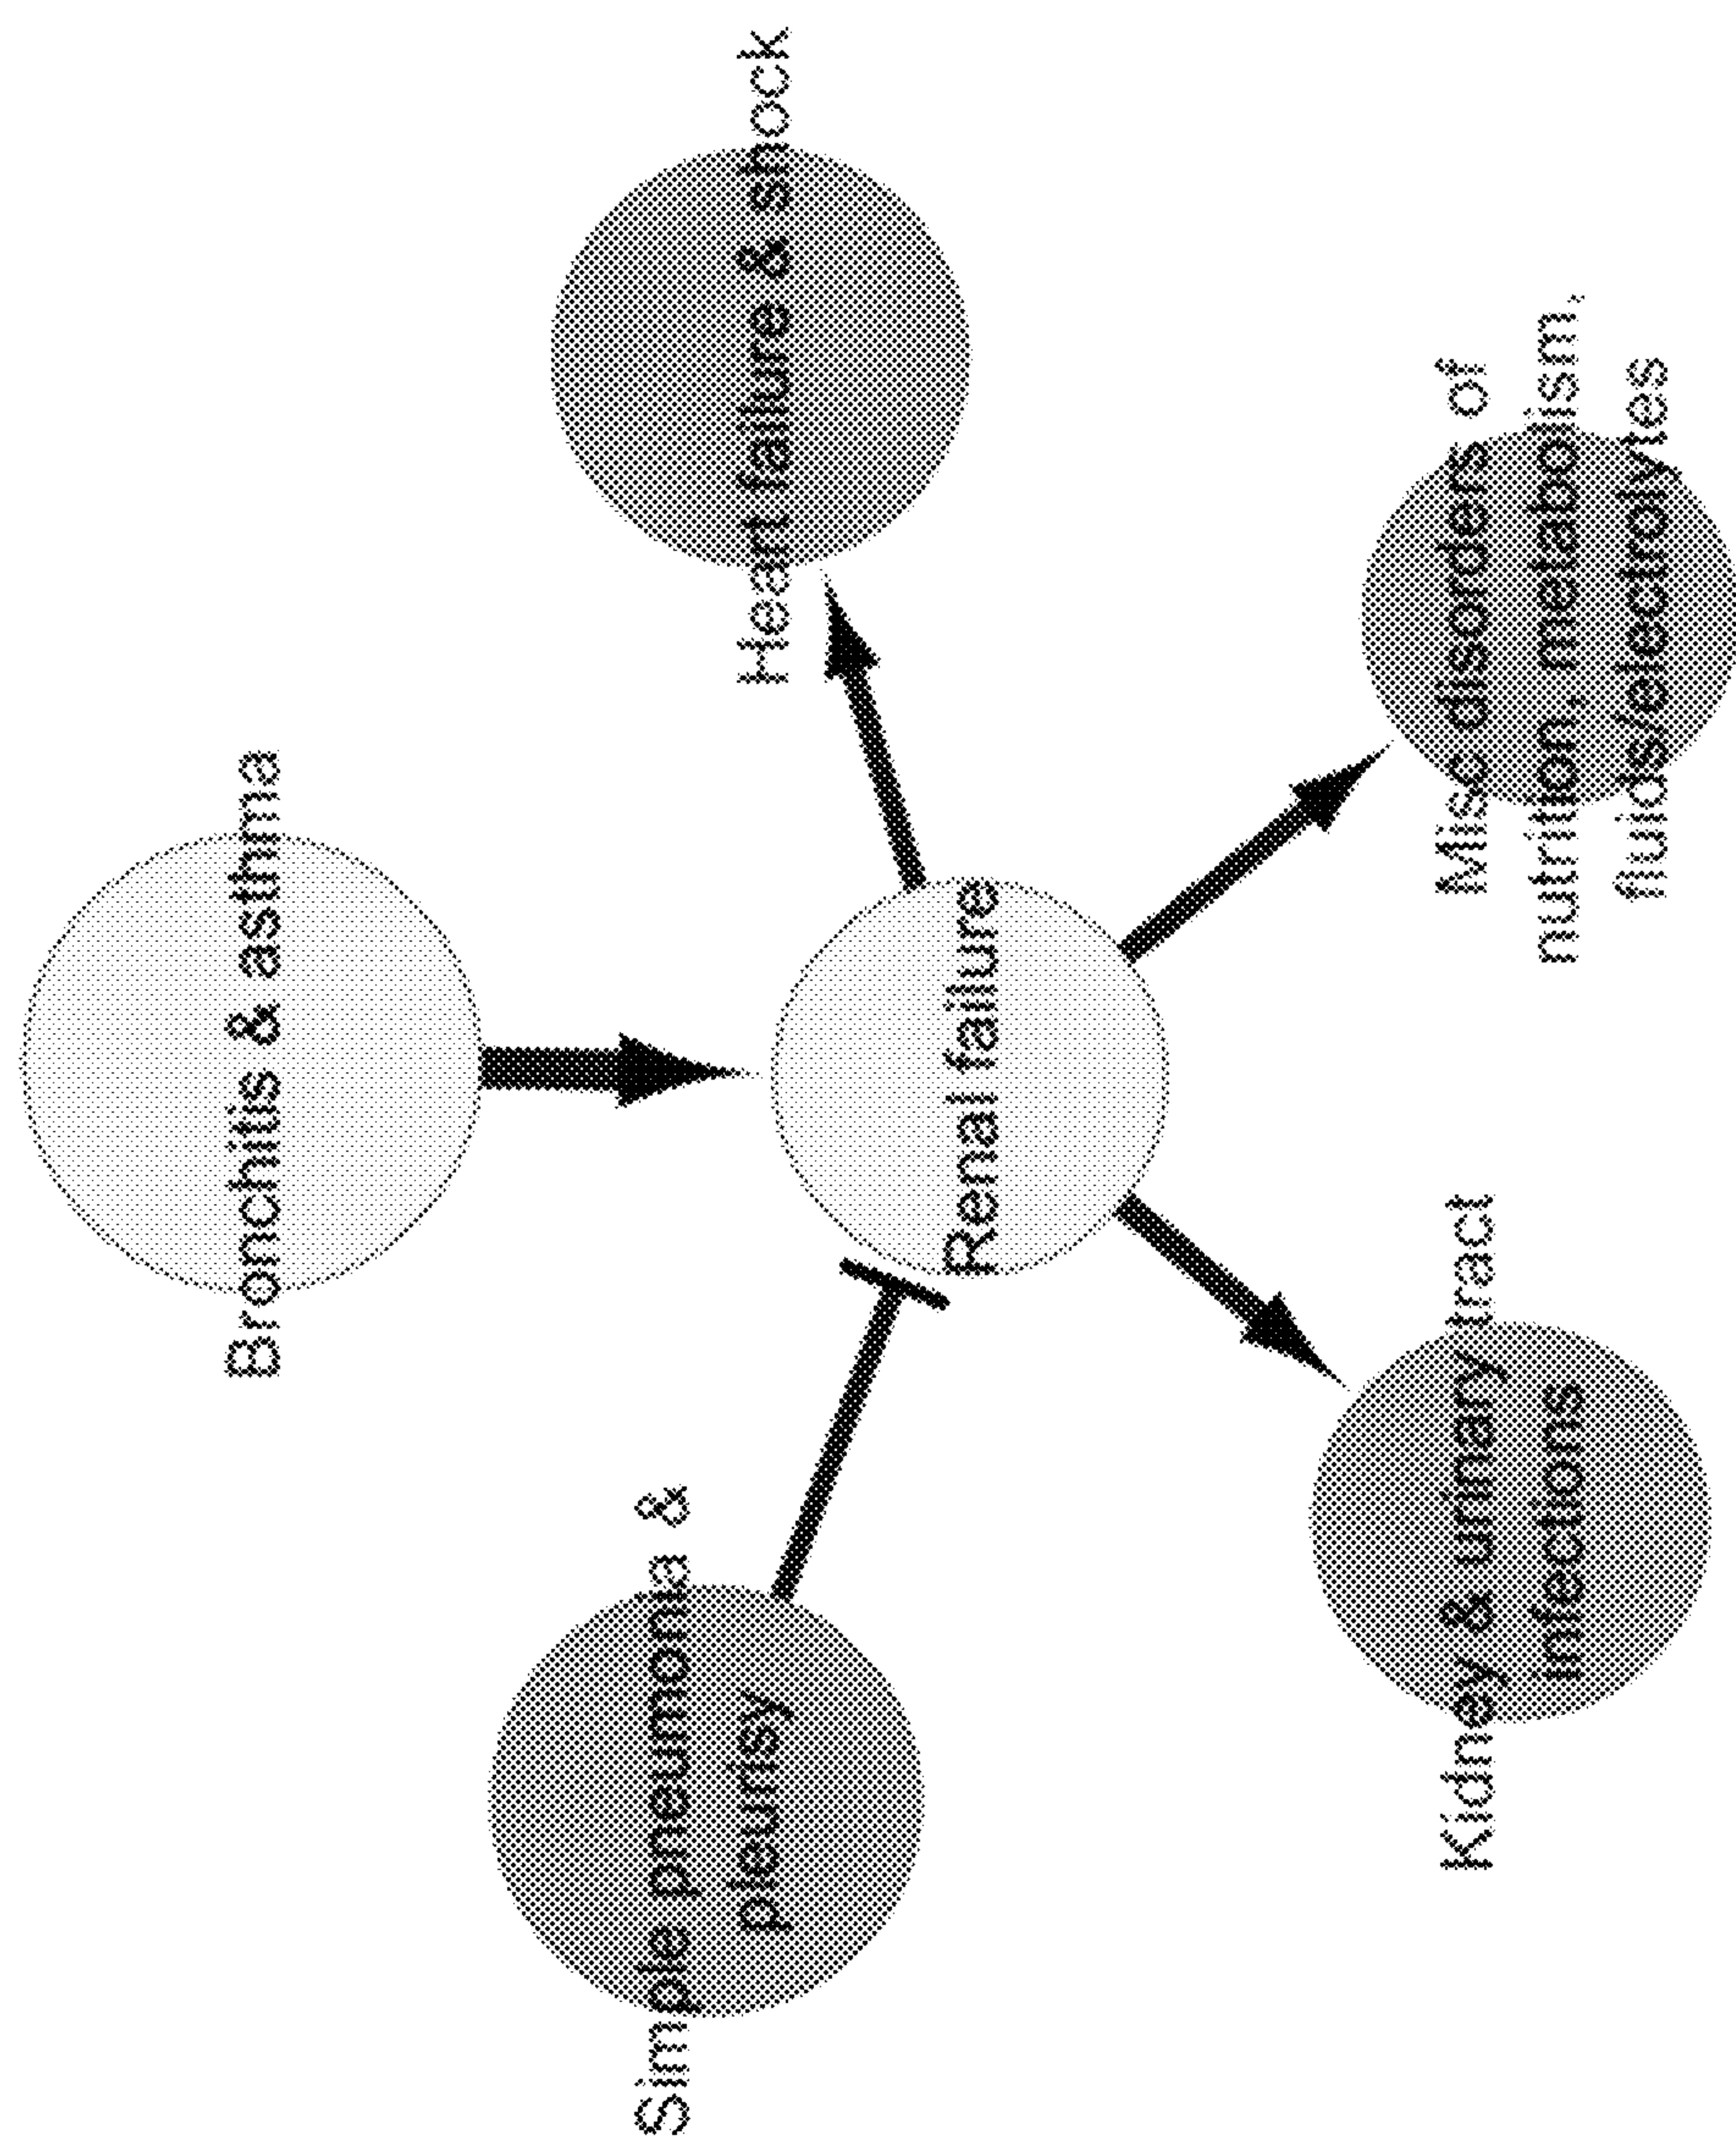 Bronchitis & asthma
Simple pneumonia &
pleurisy
Heart failure & shock
Renal failure
Kidney & urinary tract
infections
Misc disorders of
nutrition, metabolism,
fluids/electrolytes